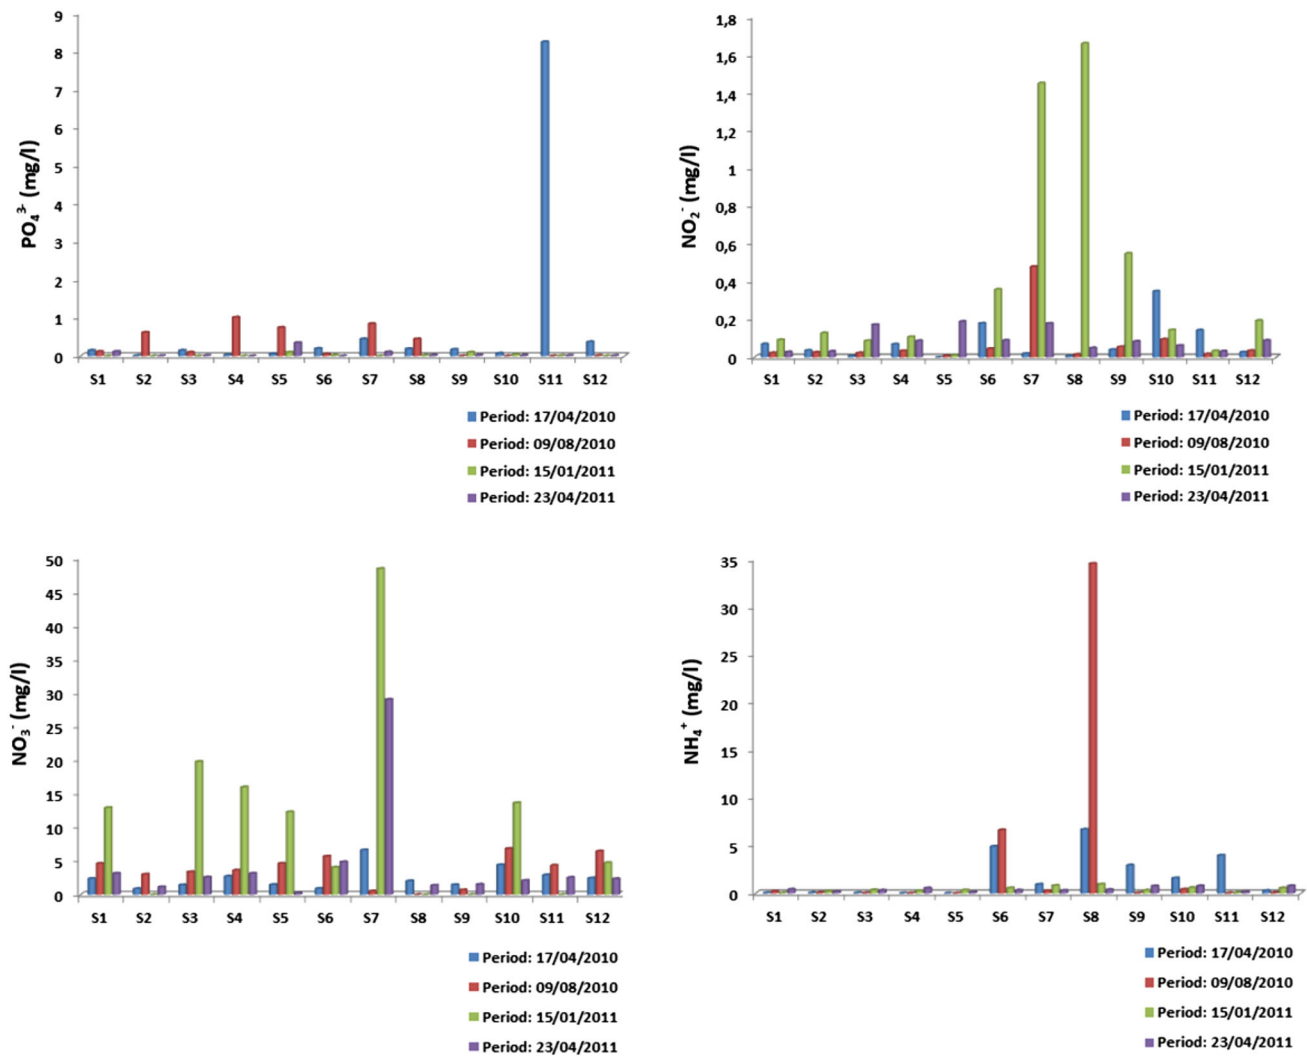 PO₄³⁻ (mg/l)
9
8
7
6
5
4
3
2
1
0
S1 S2 S3 S4 S5 S6 S7 S8 S9 S10 S11 S12
Period: 17/04/2010
Period: 09/08/2010
Period: 15/01/2011
Period: 23/04/2011
NO₂⁻ (mg/l)
1,8
1,6
1,4
1,2
1
0,8
0,6
0,4
0,2
0
S1 S2 S3 S4 S5 S6 S7 S8 S9 S10 S11 S12
Period: 17/04/2010
Period: 09/08/2010
Period: 15/01/2011
Period: 23/04/2011
NO₃⁻ (mg/l)
50
45
40
35
30
25
20
15
10
5
0
S1 S2 S3 S4 S5 S6 S7 S8 S9 S10 S11 S12
Period: 17/04/2010
Period: 09/08/2010
Period: 15/01/2011
Period: 23/04/2011
NH₄⁺ (mg/l)
35
30
25
20
15
10
5
0
S1 S2 S3 S4 S5 S6 S7 S8 S9 S10 S11 S12
Period: 17/04/2010
Period: 09/08/2010
Period: 15/01/2011
Period: 23/04/2011